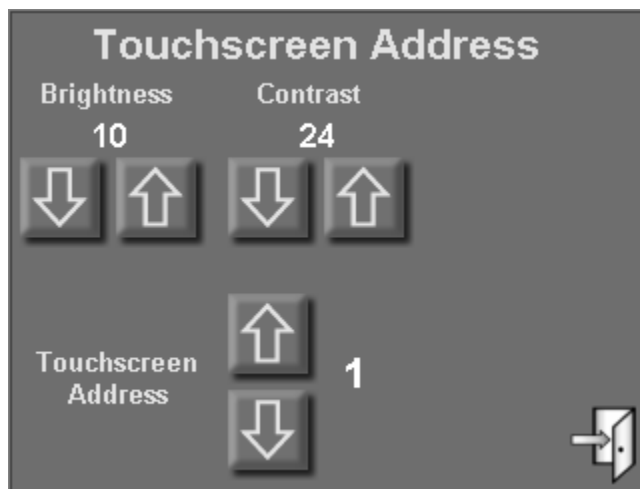 Touchscreen Address
Brightness Contrast
10 24
Touchscreen
Address
1